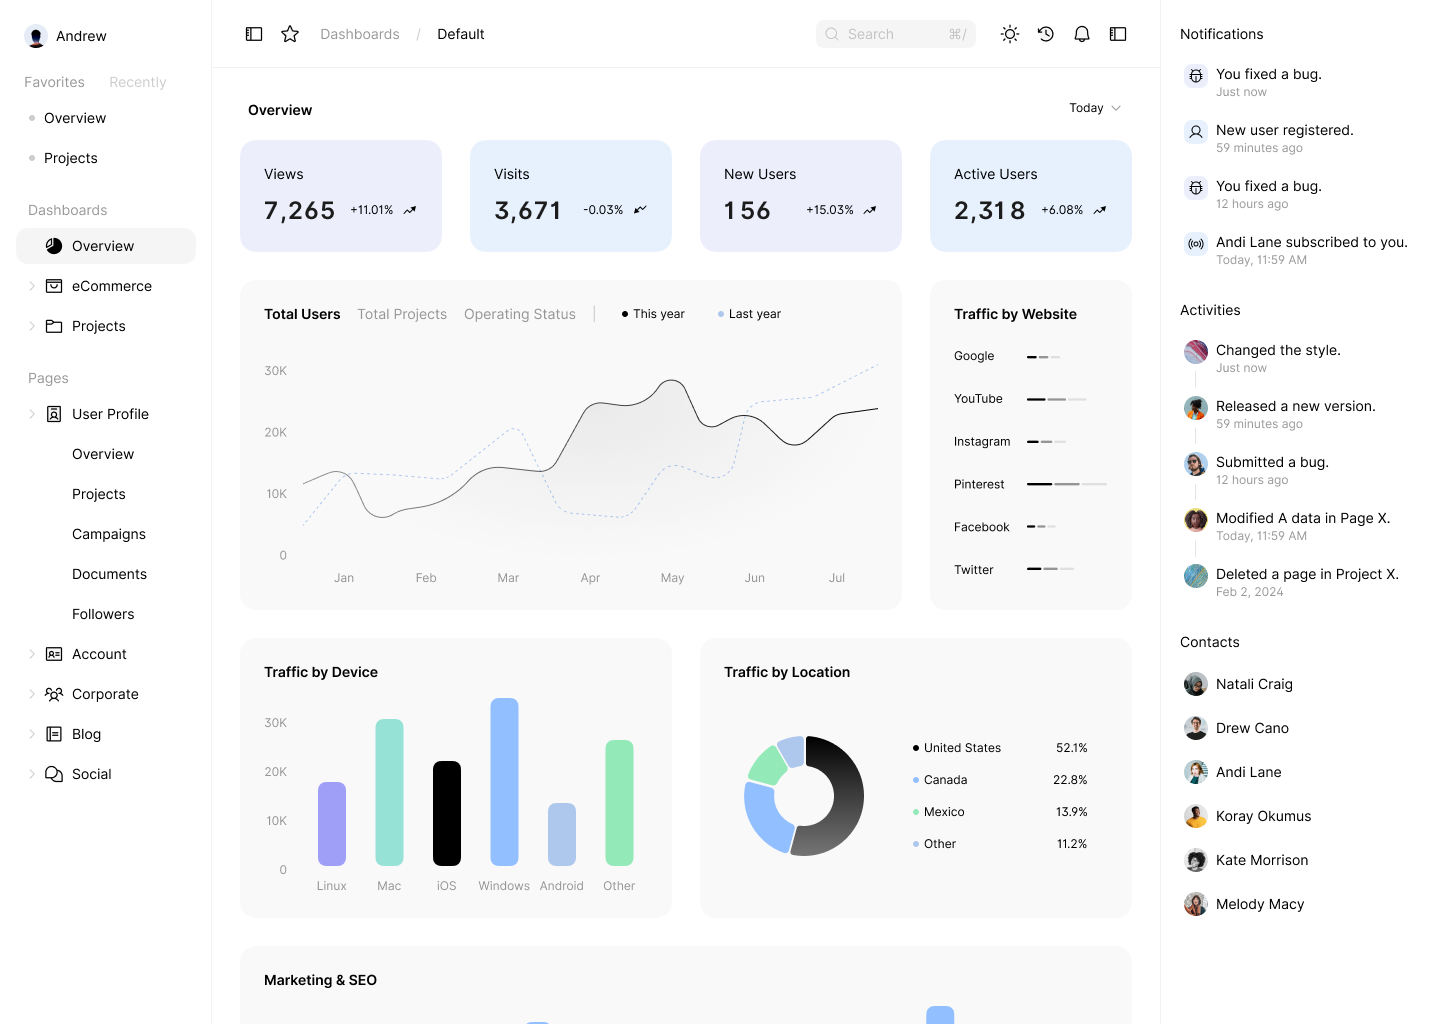 Andrew
Favorites Recently
Overview
Projects
Dashboards
Overview
eCommerce
Projects
Pages
User Profile
Overview
Projects
Campaigns
Documents
Followers
Account
Corporate
Blog
Social
Dashboards / Default
Search ⌘/
Overview
Today
Views
7,265 +11.01%
Visits
3,671 -0.03%
New Users
156 +15.03%
Active Users
2,318 +6.08%
Total Users Total Projects Operating Status This year Last year
30K
20K
10K
0
Jan Feb Mar Apr May Jun Jul
Traffic by Website
Google
YouTube
Instagram
Pinterest
Facebook
Twitter
Traffic by Device
30K
20K
10K
0
Linux Mac iOS Windows Android Other
Traffic by Location
United States 52.1%
Canada 22.8%
Mexico 13.9%
Other 11.2%
Marketing & SEO
Notifications
You fixed a bug.
Just now
New user registered.
59 minutes ago
You fixed a bug.
12 hours ago
Andi Lane subscribed to you.
Today, 11:59 AM
Activities
Changed the style.
Just now
Released a new version.
59 minutes ago
Submitted a bug.
12 hours ago
Modified A data in Page X.
Today, 11:59 AM
Deleted a page in Project X.
Feb 2, 2024
Contacts
Natali Craig
Drew Cano
Andi Lane
Koray Okumus
Kate Morrison
Melody Macy